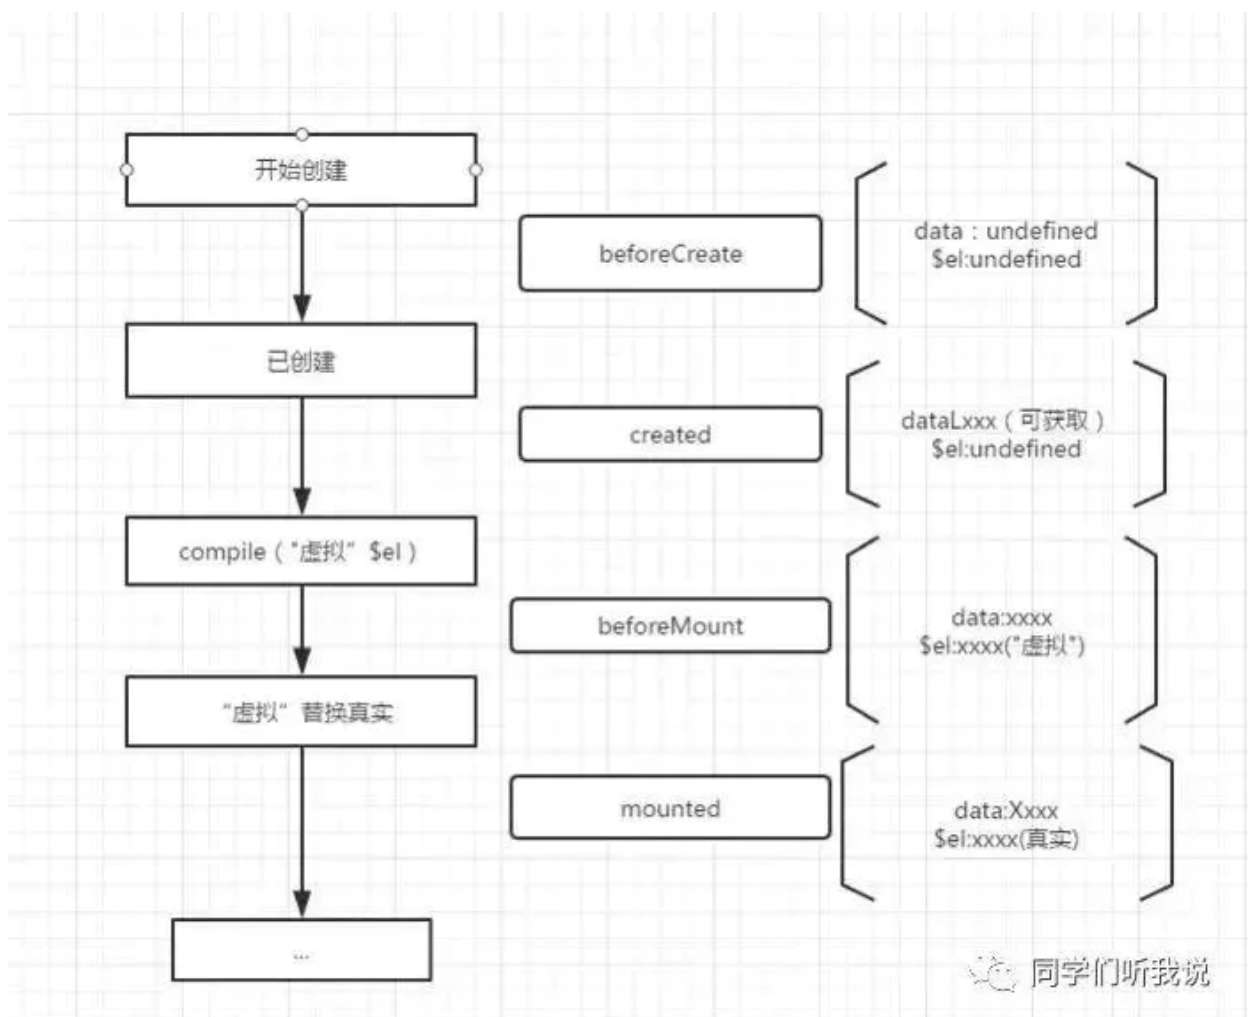 开始创建
beforeCreate
data：undefined
$el:undefined
已创建
created
dataLxxx（可获取）
$el:undefined
compile（"虚拟”$el）
beforeMount
data:xxxx
$el:xxxx("虚拟")
“虚拟”替换真实
mounted
data:Xxxx
$el:xxxx(真实)
...
同学们听我说